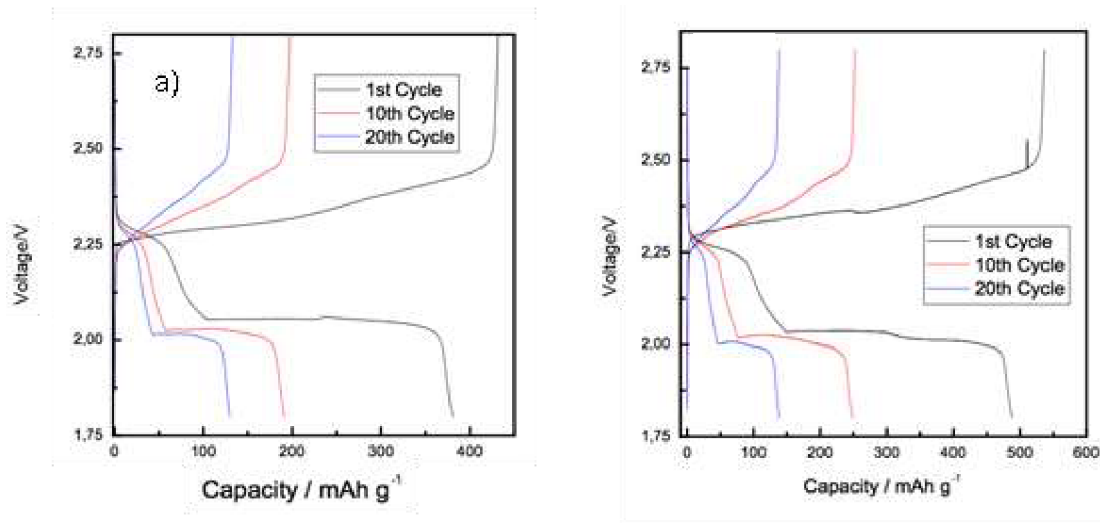 2,75
2,50
2,25
2,00
1,75
Voltage/V
a)
1st Cycle
10th Cycle
20th Cycle
0 100 200 300 400
Capacity / mAh g⁻¹
2,75
2,50
2,25
2,00
1,75
Voltage/V
1st Cycle
10th Cycle
20th Cycle
0 100 200 300 400 500 600
Capacity / mAh g⁻¹